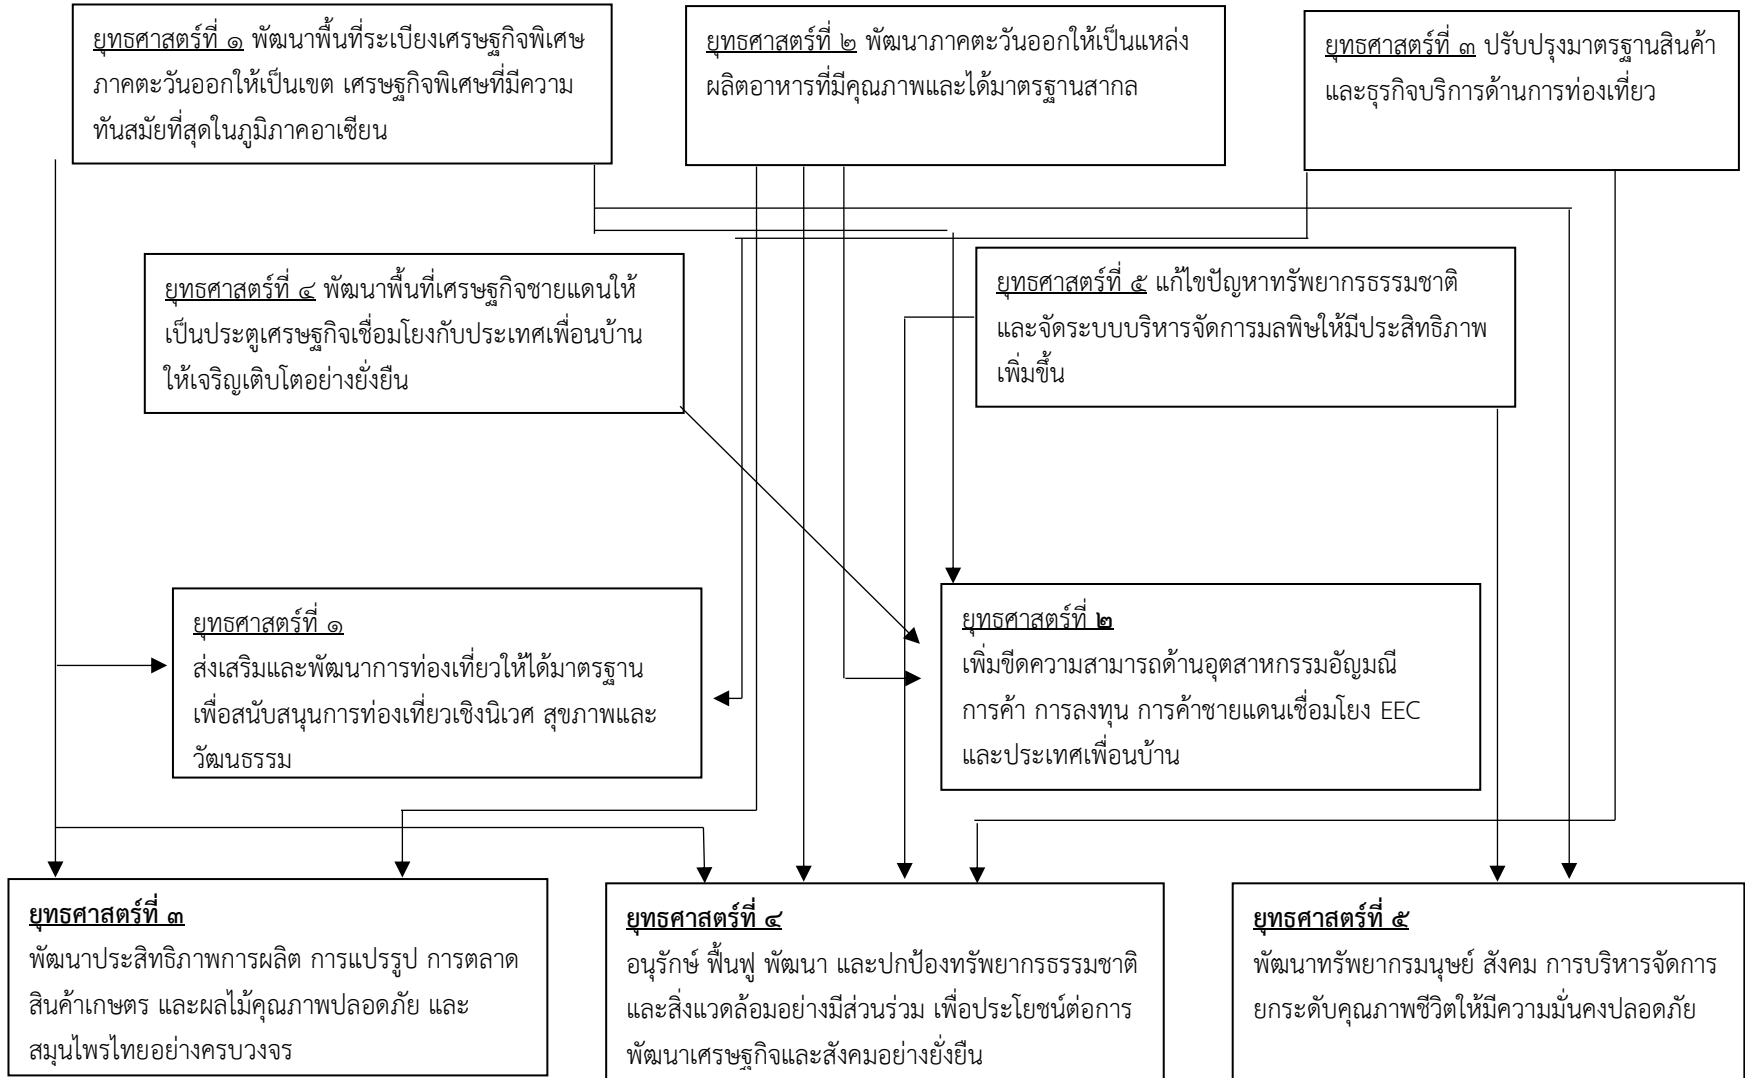 ยุทธศาสตร์ที่ ๑ พัฒนาพื้นที่ระเบียงเศรษฐกิจพิเศษ
ภาคตะวันออกให้เป็นเขต เศรษฐกิจพิเศษที่มีความ
ทันสมัยที่สุดในภูมิภาคอาเซียน
ยุทธศาสตร์ที่ ๒ พัฒนาภาคตะวันออกให้เป็นแหล่ง
ผลิตอาหารที่มีคุณภาพและได้มาตรฐานสากล
ยุทธศาสตร์ที่ ๓ ปรับปรุงมาตรฐานสินค้า
และธุรกิจบริการด้านการท่องเที่ยว
ยุทธศาสตร์ที่ ๔ พัฒนาพื้นที่เศรษฐกิจชายแดนให้
เป็นประตูเศรษฐกิจเชื่อมโยงกับประเทศเพื่อนบ้าน
ให้เจริญเติบโตอย่างยั่งยืน
ยุทธศาสตร์ที่ ๕ แก้ไขปัญหาทรัพยากรธรรมชาติ
และจัดระบบบริหารจัดการมลพิษให้มีประสิทธิภาพ
เพิ่มขึ้น
ยุทธศาสตร์ที่ ๑
ส่งเสริมและพัฒนาการท่องเที่ยวให้ได้มาตรฐาน
เพื่อสนับสนุนการท่องเที่ยวเชิงนิเวศ สุขภาพและ
วัฒนธรรม
ยุทธศาสตร์ที่ ๒
เพิ่มขีดความสามารถด้านอุตสาหกรรมอัญมณี
การค้า การลงทุน การค้าชายแดนเชื่อมโยง EEC
และประเทศเพื่อนบ้าน
ยุทธศาสตร์ที่ ๓
พัฒนาประสิทธิภาพการผลิต การแปรรูป การตลาด
สินค้าเกษตร และผลไม้คุณภาพปลอดภัย และ
สมุนไพรไทยอย่างครบวงจร
ยุทธศาสตร์ที่ ๔
อนุรักษ์ ฟื้นฟู พัฒนา และปกป้องทรัพยากรธรรมชาติ
และสิ่งแวดล้อมอย่างมีส่วนร่วม เพื่อประโยชน์ต่อการ
พัฒนาเศรษฐกิจและสังคมอย่างยั่งยืน
ยุทธศาสตร์ที่ ๕
พัฒนาทรัพยากรมนุษย์ สังคม การบริหารจัดการ
ยกระดับคุณภาพชีวิตให้มีความมั่นคงปลอดภัย